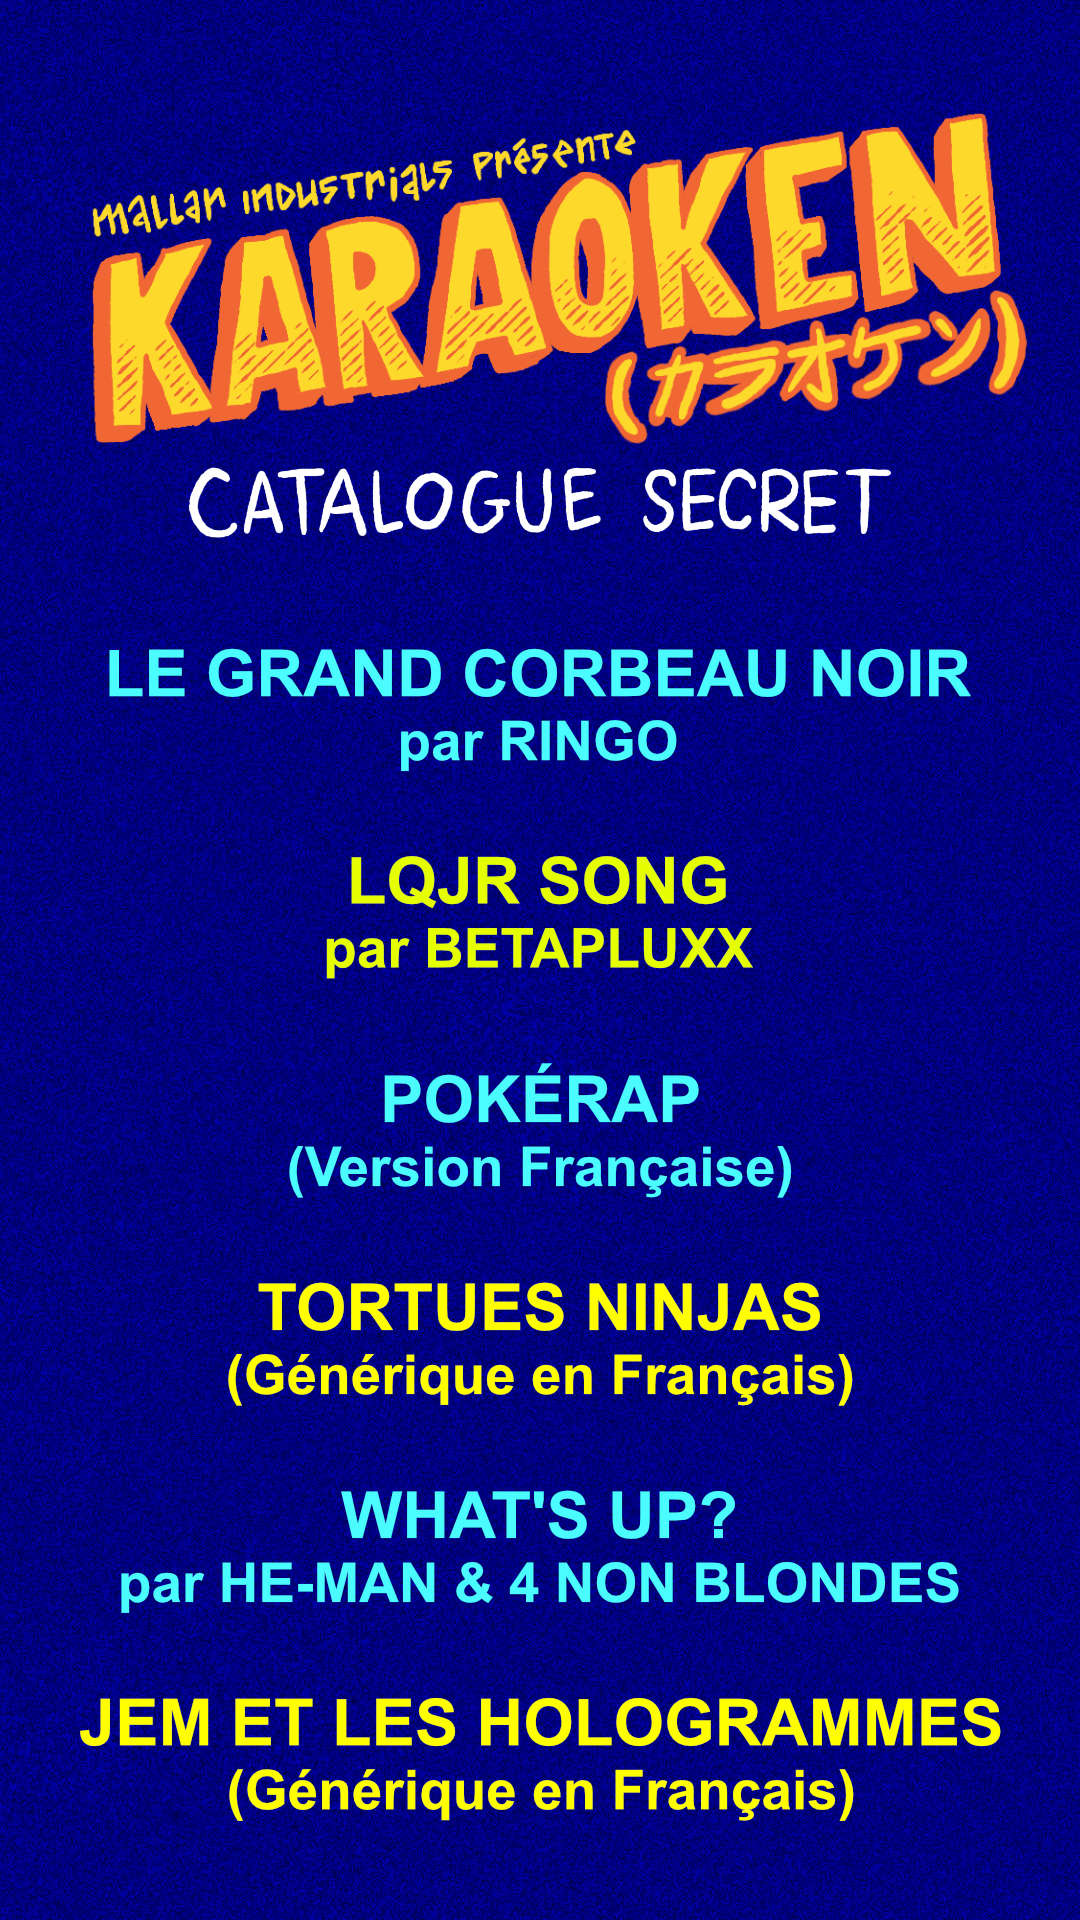 Mallan Industrials présente
KARAOKEN
(カラオケン)
CATALOGUE SECRET
LE GRAND CORBEAU NOIR
par RINGO
LQJR SONG
par BETAPLUXX
POKÉRAP
(Version Française)
TORTUES NINJAS
(Générique en Français)
WHAT'S UP?
par HE-MAN & 4 NON BLONDES
JEM ET LES HOLOGRAMMES
(Générique en Français)